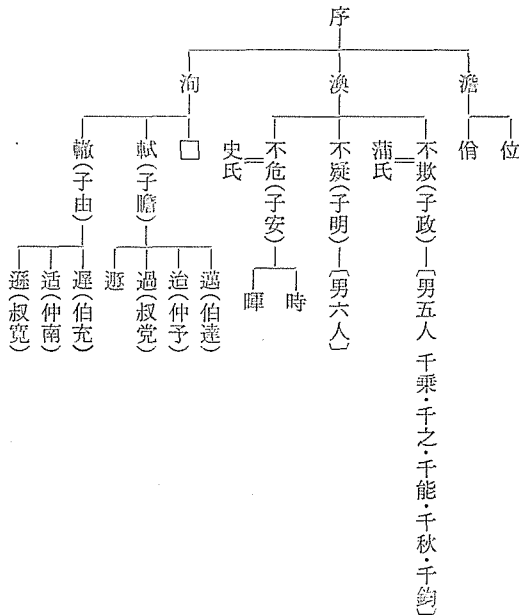 序
澹
渙
洵
位
佾
不欺(子政)
蒲氏
〔男五人 千乗・千之・千能・千秋・千鈞〕
不疑(子明)
〔男六人〕
不危(子安)
史氏
時
暉
□
軾(子瞻)
邁(伯達)
迨(仲予)
過(叔党)
遯
轍(子由)
遲(伯充)
适(仲南)
遜(叔寛)